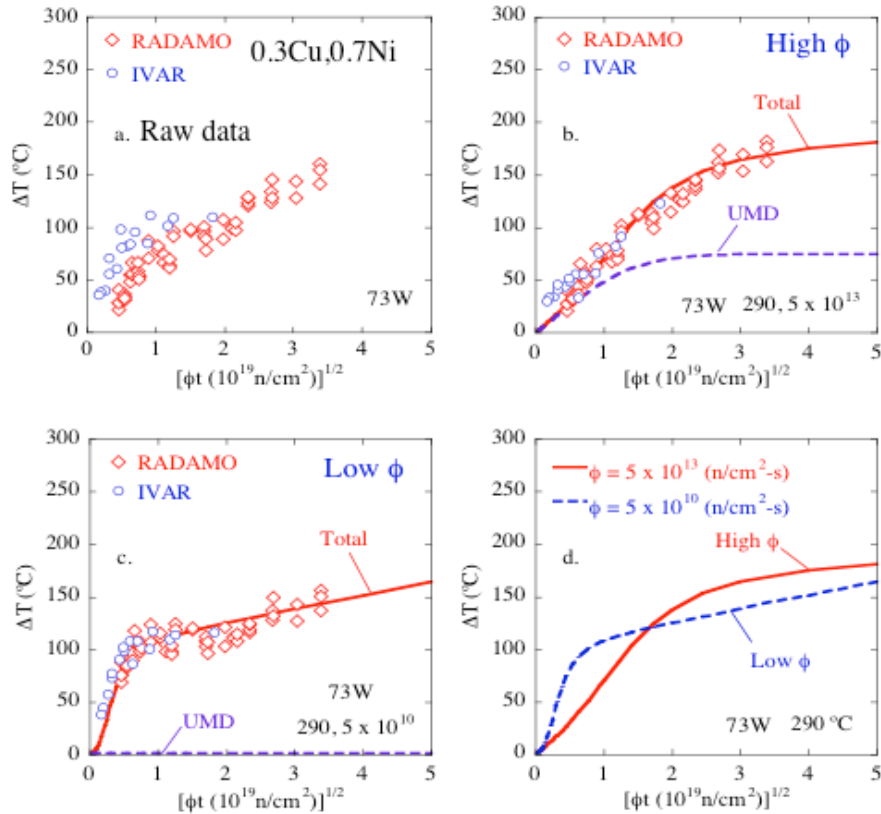 300
250
200
150
100
50
0
ΔT (°C)
RADAMO
IVAR
0.3Cu,0.7Ni
a. Raw data
73W
0 1 2 3 4 5
[ϕt (10¹⁹n/cm²)]¹ᐟ²
300
250
200
150
100
50
0
ΔT (°C)
RADAMO
IVAR
High ϕ
b.
Total
UMD
73W 290, 5 x 10¹³
0 1 2 3 4 5
[ϕt (10¹⁹n/cm²)]¹ᐟ²
300
250
200
150
100
50
0
ΔT (°C)
RADAMO
IVAR
Low ϕ
c.
Total
73W
UMD
290, 5 x 10¹⁰
0 1 2 3 4 5
[ϕt (10¹⁹n/cm²)]¹ᐟ²
300
250
200
150
100
50
0
ΔT (°C)
ϕ = 5 x 10¹³ (n/cm²-s)
ϕ = 5 x 10¹⁰ (n/cm²-s)
d.
High ϕ
Low ϕ
73W 290 °C
0 1 2 3 4 5
[ϕt (10¹⁹n/cm²)]¹ᐟ²